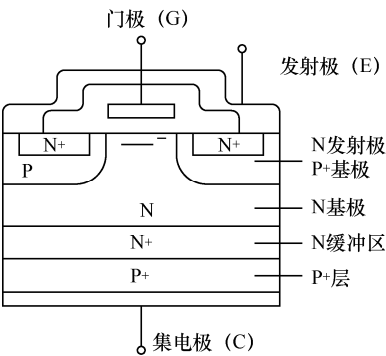 门极（G）
发射极（E）
N+
N+
N发射极
P
P+基极
N
N基极
N+
N缓冲区
P+
P+层
集电极（C）